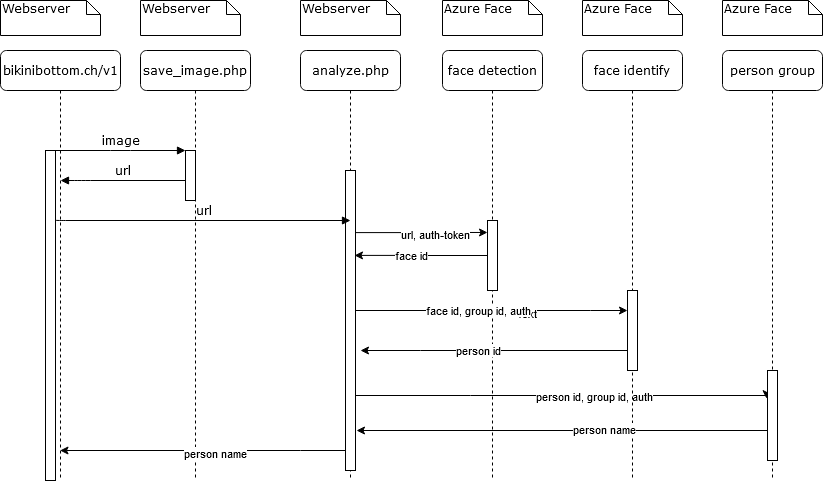 Webserver
Webserver
Webserver
Azure Face
Azure Face
Azure Face
bikinibottom.ch/v1
save_image.php
analyze.php
face detection
face identify
person group
image
url
url
url, auth-token
face id
face id, group id, auth
person id
person id, group id, auth
person name
person name